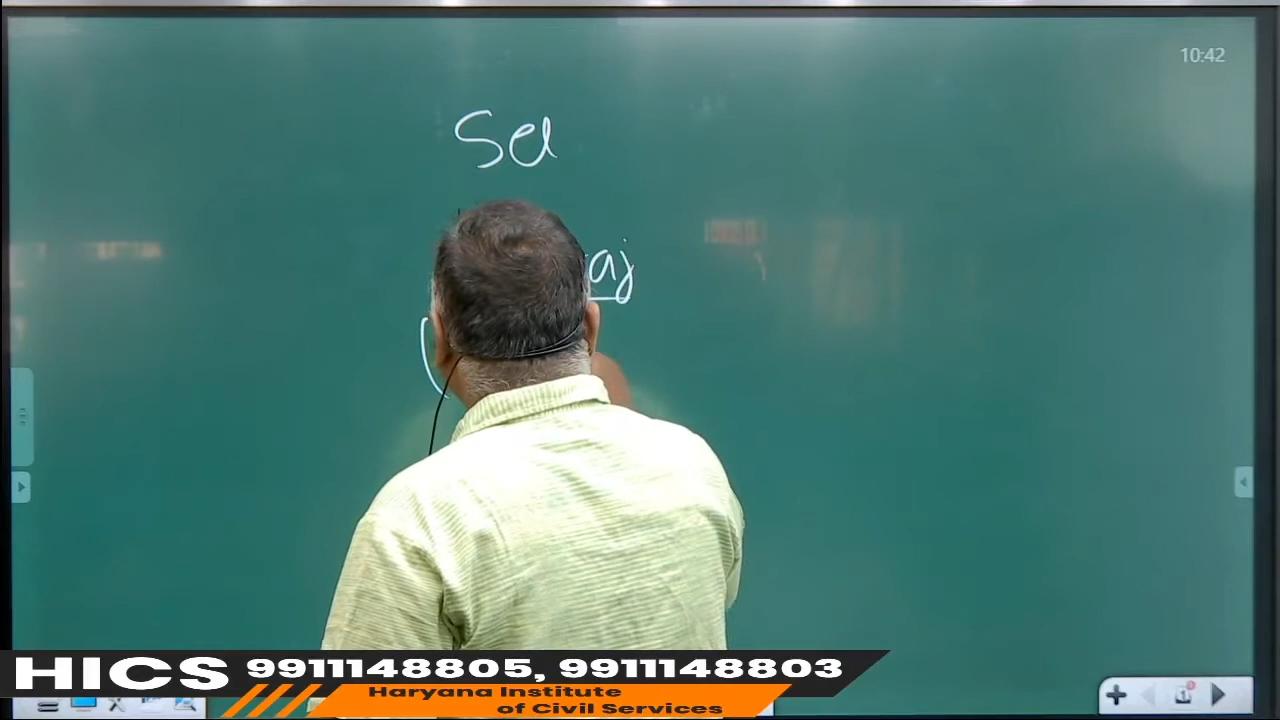 10:42
Sel
aj
HICS 9911148805, 9911148803
Haryana Institute
of Civil Services